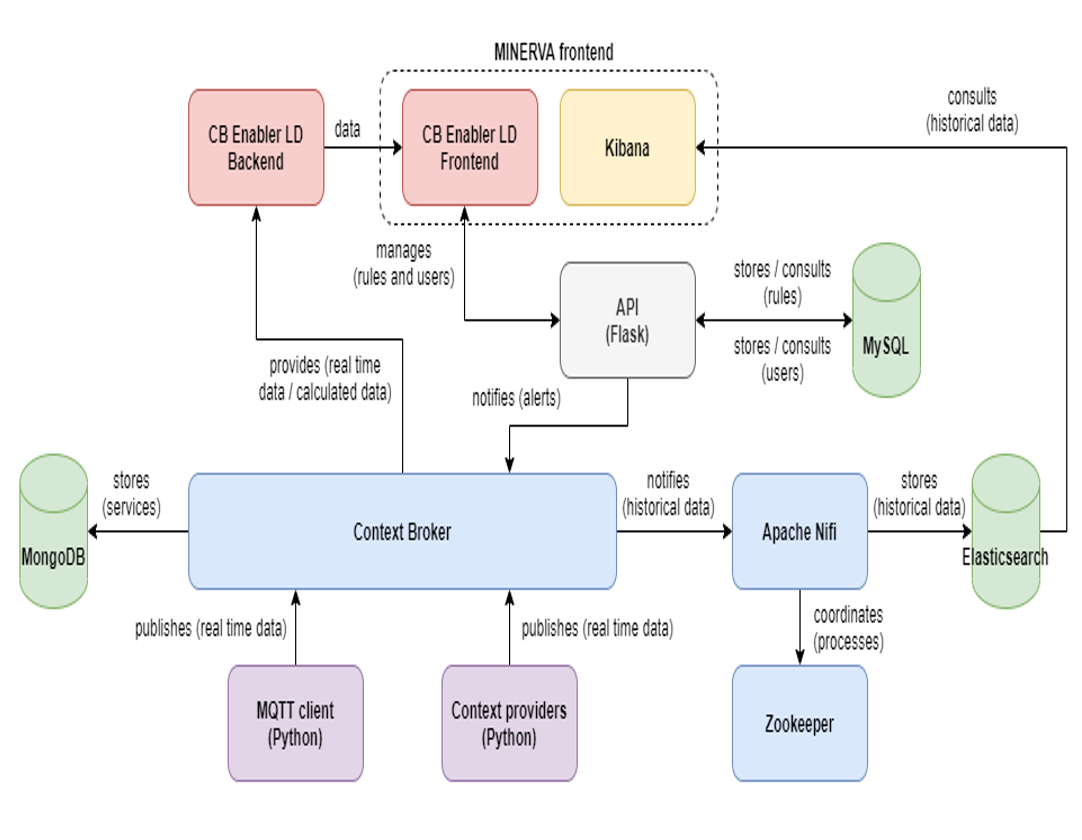 MINERVA frontend
consults
(historical data)
CB Enabler LD
Backend
data
CB Enabler LD
Frontend
Kibana
manages
(rules and users)
API
(Flask)
stores / consults
(rules)
stores / consults
(users)
MySQL
provides (real time
data / calculated data)
notifies (alerts)
stores
(services)
MongoDB
Context Broker
notifies
(historical data)
Apache Nifi
stores
(historical data)
Elasticsearch
publishes (real time data)
publishes (real time data)
coordinates
(processes)
MQTT client
(Python)
Context providers
(Python)
Zookeeper